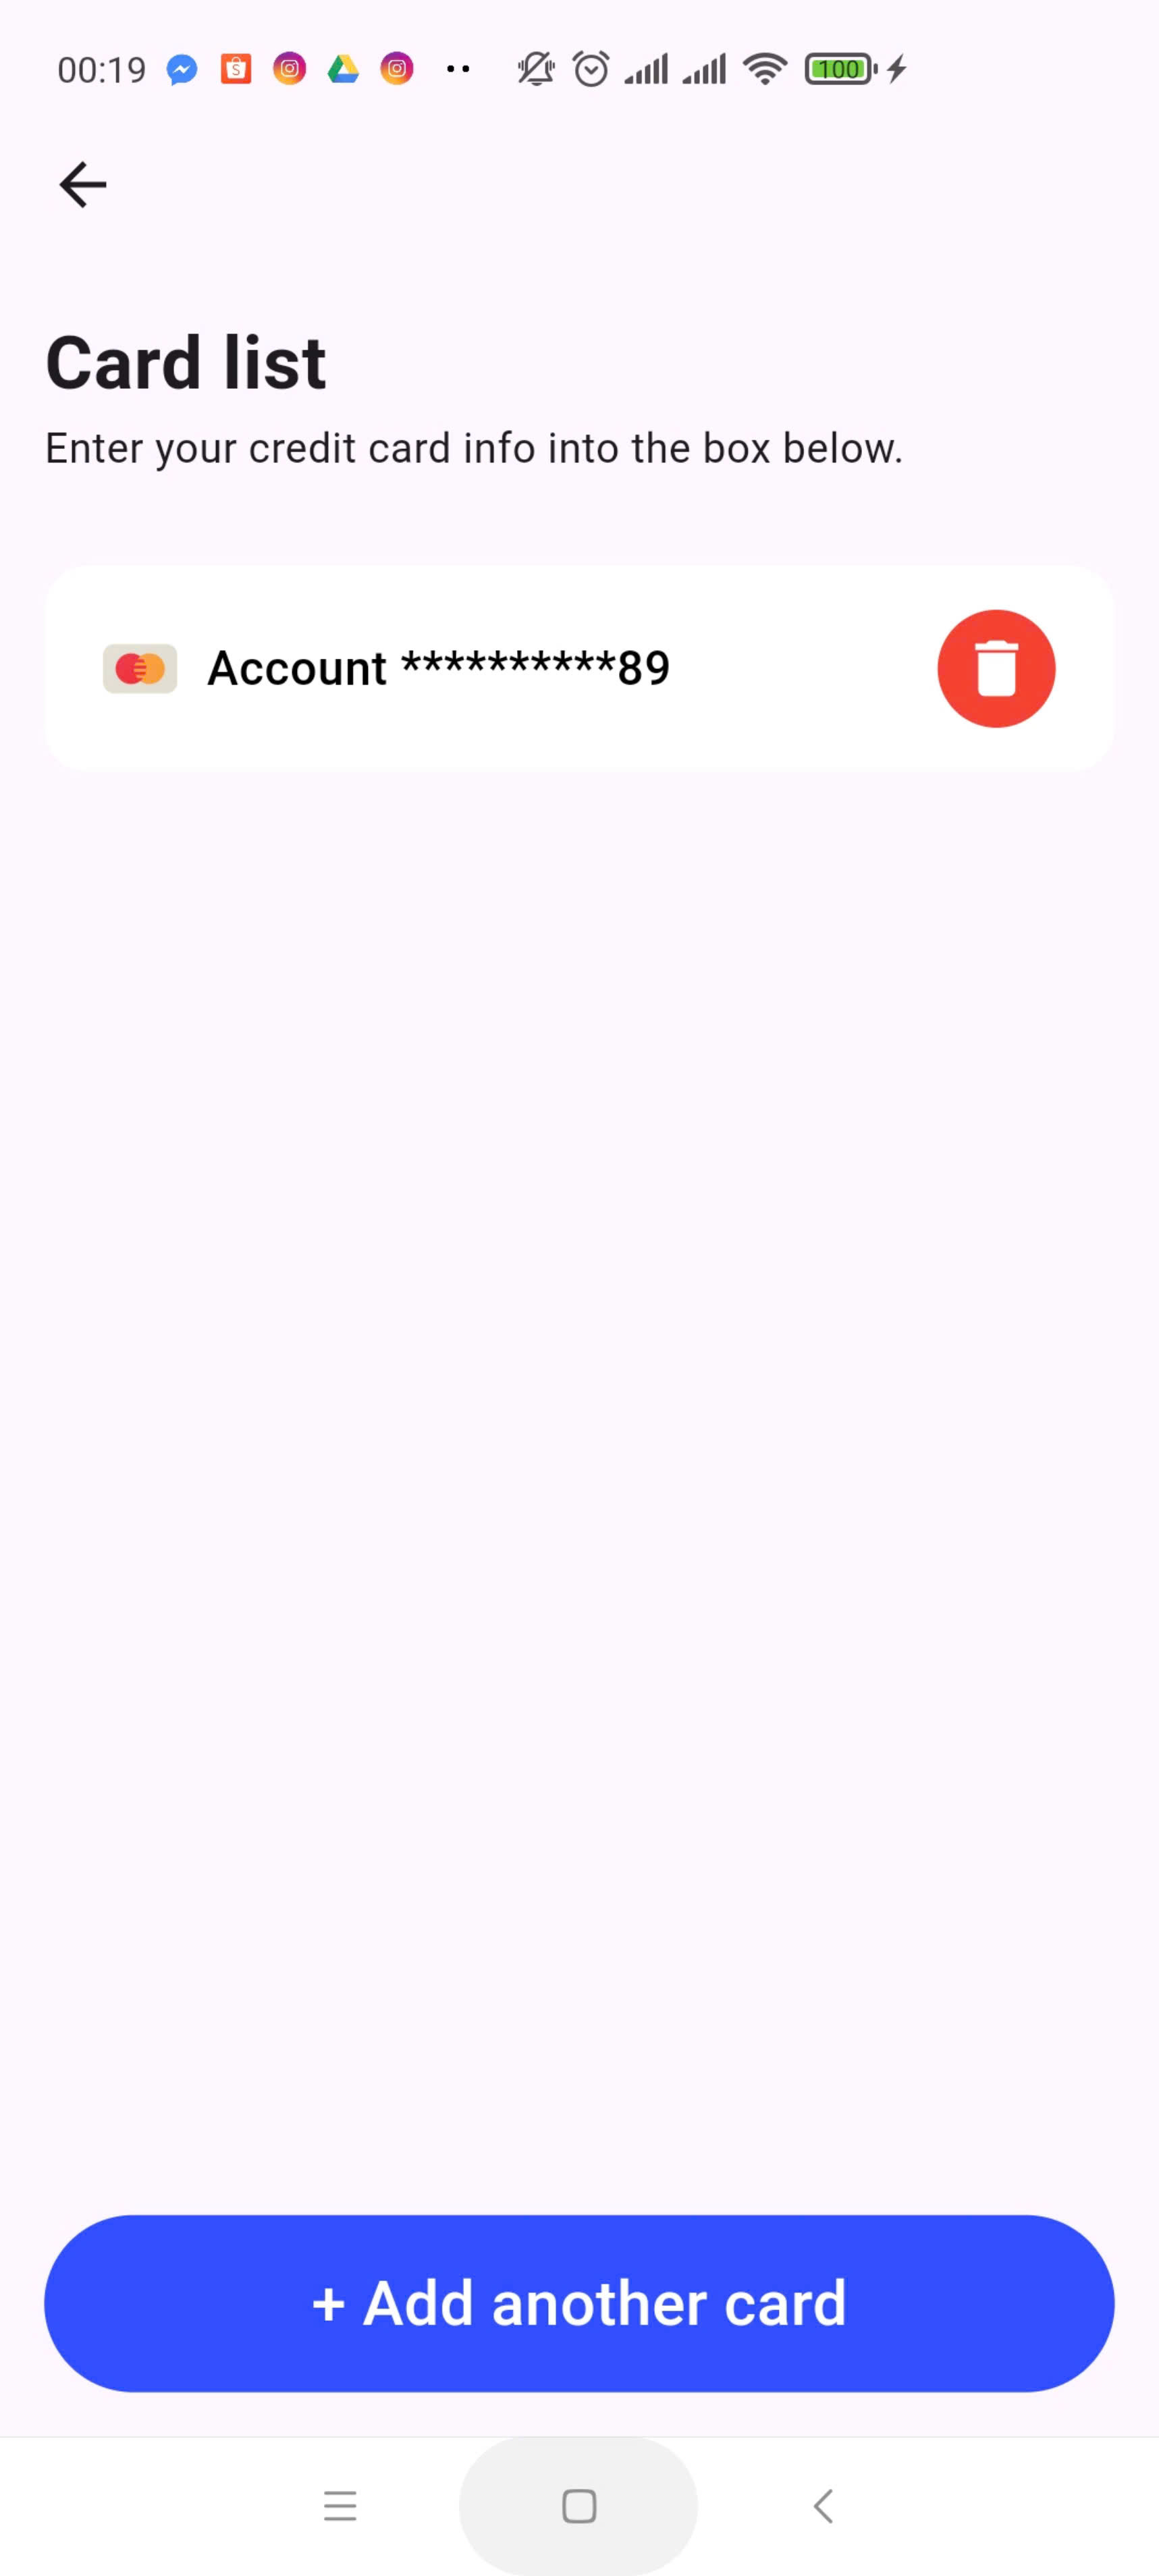 00:19 100
Card list
Enter your credit card info into the box below.
Account **********89
+ Add another card